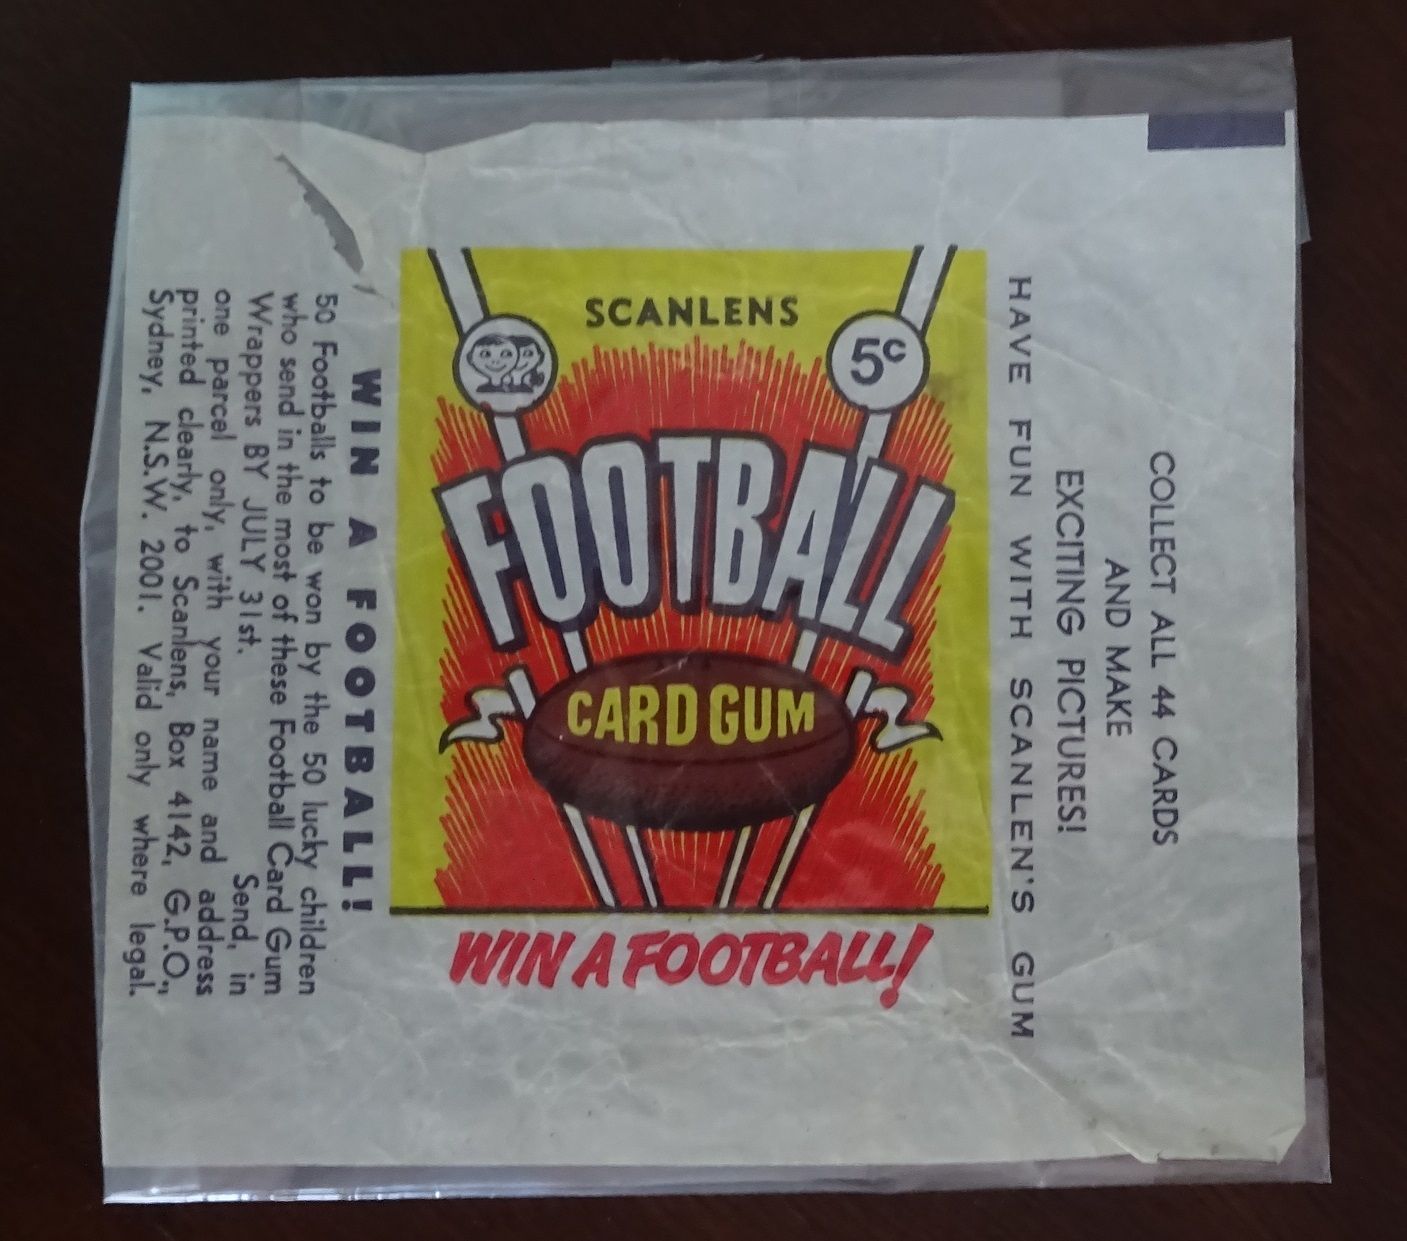 SCANLENS
5c
FOOTBALL
CARD GUM
WIN A FOOTBALL!
WIN A FOOTBALL!
50 Footballs to be won by the 50 lucky children
who send in the most of these Football Card Gum
Wrappers BY JULY 31st. Send, in
one parcel only, with your name and address
printed clearly, to Scanlens, Box 4142, G.P.O.,
Sydney, N.S.W. 2001. Valid only where legal.
COLLECT ALL 44 CARDS
AND MAKE
EXCITING PICTURES!
HAVE FUN WITH SCANLEN'S GUM